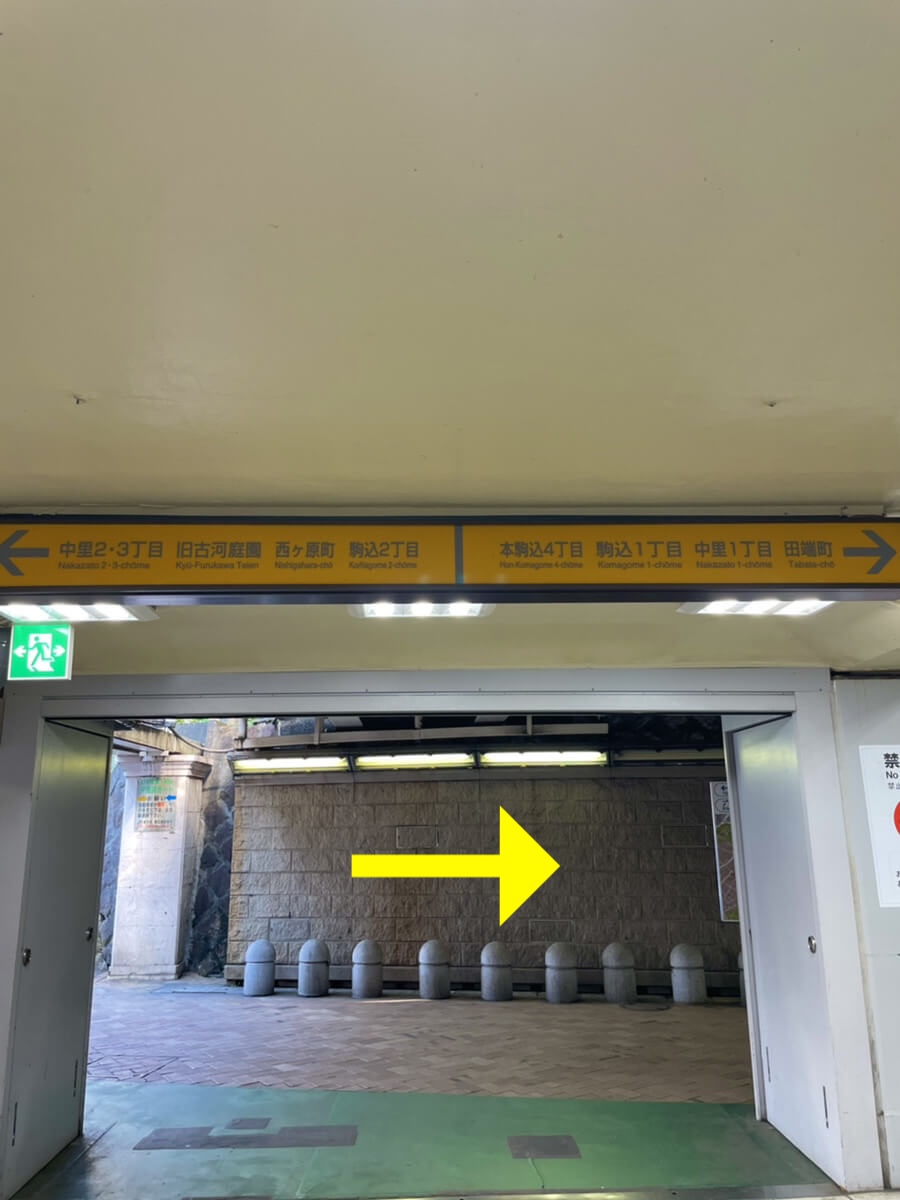 中里2・3丁目 旧古河庭園 西ヶ原町 駒込2丁目
Nakazato 2・3-chōme Kyū-Furukawa Teien Nishigahara-chō Komagome 2-chōme
本駒込4丁目 駒込1丁目 中里1丁目 田端町
Hon-Komagome 4-chōme Komagome 1-chōme Nakazato 1-chōme Tabata-chō
禁
No